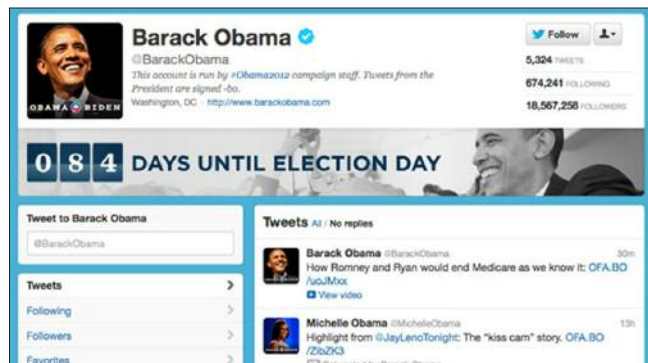 Barack Obama
@BarackObama
This account is run by #Obama2012 campaign staff. Tweets from the
President are signed -bo.
Washington, DC · http://www.barackobama.com
OBAMA BIDEN
Follow
5,324 TWEETS
674,241 FOLLOWING
18,567,258 FOLLOWERS
084 DAYS UNTIL ELECTION DAY
Tweet to Barack Obama
@BarackObama
Tweets
Following
Followers
Favorites
Tweets All / No replies
Barack Obama @BarackObama 30m
How Romney and Ryan would end Medicare as we know it: OFA.BO
/uoJMxx
View video
Michelle Obama @MichelleObama 13h
Highlight from @JayLenoTonight: The "kiss cam" story. OFA.BO
/ZibZK3